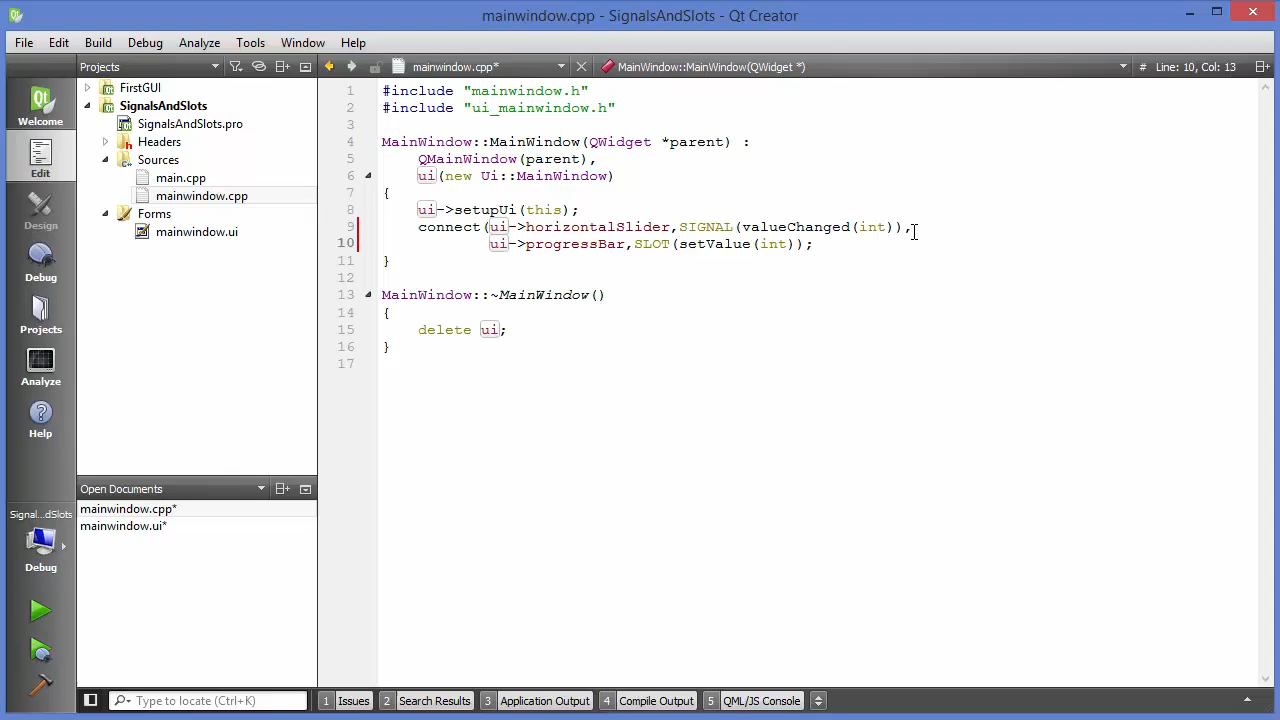 mainwindow.cpp - SignalsAndSlots - Qt Creator
File Edit Build Debug Analyze Tools Window Help
Projects mainwindow.cpp* MainWindow::MainWindow(QWidget *) # Line: 10, Col: 13
Welcome
Edit
Design
Debug
Projects
Analyze
Help
Signal...dSlots
Debug
FirstGUI
SignalsAndSlots
SignalsAndSlots.pro
Headers
Sources
main.cpp
mainwindow.cpp
Forms
mainwindow.ui
Open Documents
mainwindow.cpp*
mainwindow.ui*
1 #include "mainwindow.h"
2 #include "ui_mainwindow.h"
3
4 MainWindow::MainWindow(QWidget *parent) :
5 QMainWindow(parent),
6 ui(new Ui::MainWindow)
7 {
8 ui->setupUi(this);
9 connect(ui->horizontalSlider,SIGNAL(valueChanged(int)),
10 ui->progressBar,SLOT(setValue(int));
11 }
12
13 MainWindow::~MainWindow()
14 {
15 delete ui;
16 }
17
Type to locate (Ctrl+K) 1 Issues 2 Search Results 3 Application Output 4 Compile Output 5 QML/JS Console